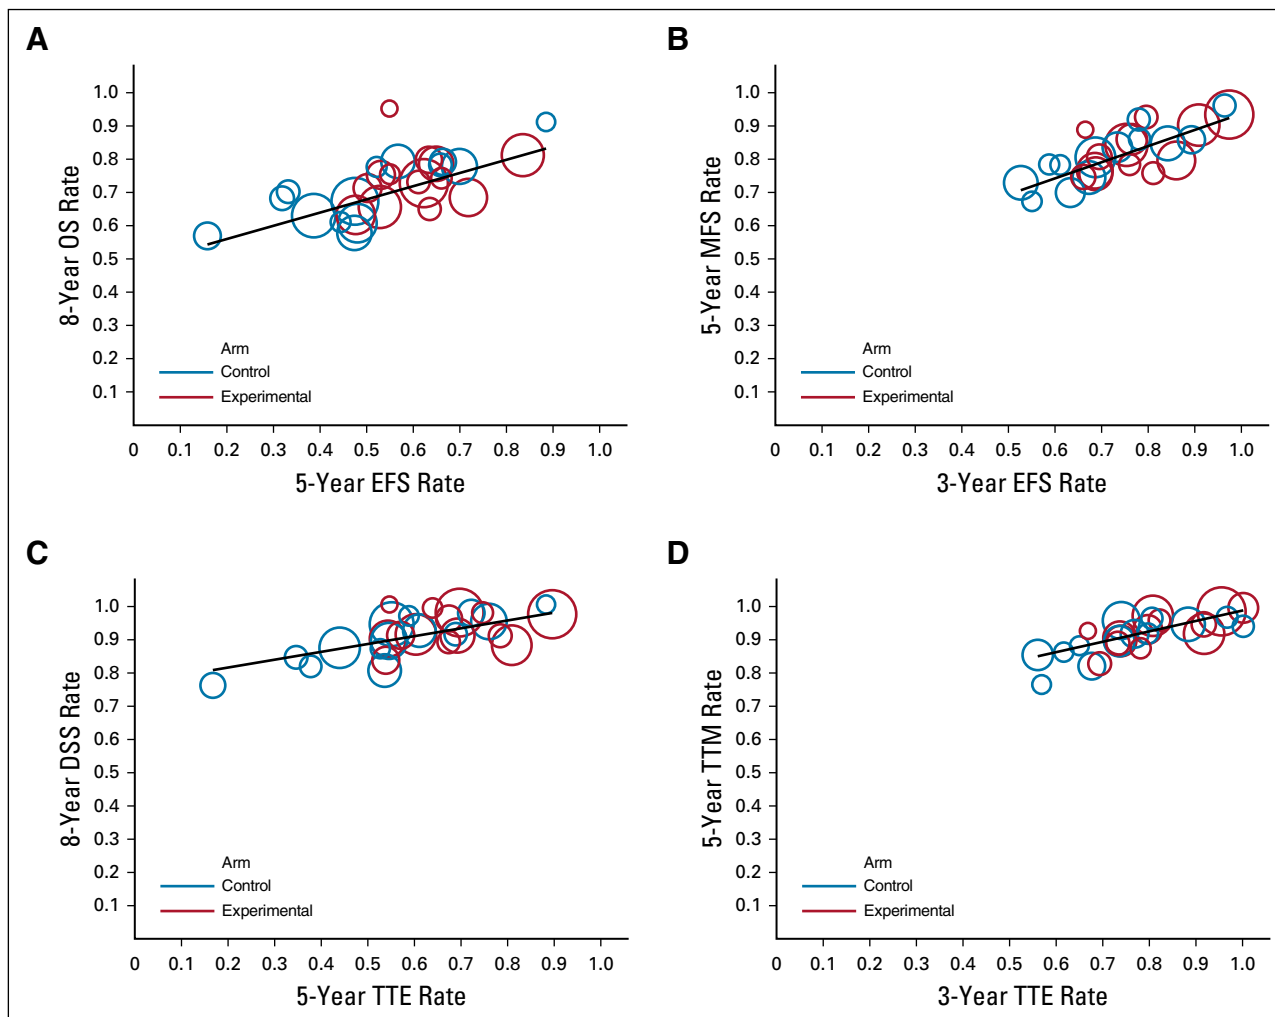 A
8-Year OS Rate
1.0
0.9
0.8
0.7
0.6
0.5
0.4
0.3
0.2
0.1
Arm
Control
Experimental
0 0.1 0.2 0.3 0.4 0.5 0.6 0.7 0.8 0.9 1.0
5-Year EFS Rate
B
5-Year MFS Rate
1.0
0.9
0.8
0.7
0.6
0.5
0.4
0.3
0.2
0.1
Arm
Control
Experimental
0 0.1 0.2 0.3 0.4 0.5 0.6 0.7 0.8 0.9 1.0
3-Year EFS Rate
C
8-Year DSS Rate
1.0
0.9
0.8
0.7
0.6
0.5
0.4
0.3
0.2
0.1
Arm
Control
Experimental
0 0.1 0.2 0.3 0.4 0.5 0.6 0.7 0.8 0.9 1.0
5-Year TTE Rate
D
5-Year TTM Rate
1.0
0.9
0.8
0.7
0.6
0.5
0.4
0.3
0.2
0.1
Arm
Control
Experimental
0 0.1 0.2 0.3 0.4 0.5 0.6 0.7 0.8 0.9 1.0
3-Year TTE Rate